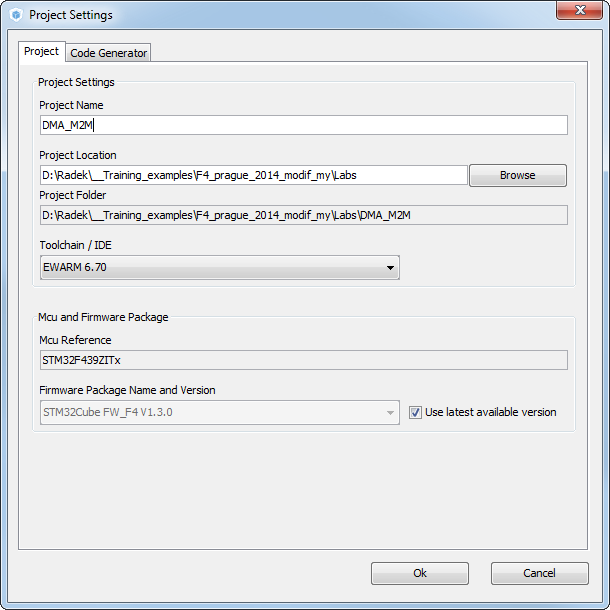 Project Settings
Project
Code Generator
Project Settings
Project Name
DMA_M2M
Project Location
D:\Radek\__Training_examples\F4_prague_2014_modif_my\Labs
Browse
Project Folder
D:\Radek\__Training_examples\F4_prague_2014_modif_my\Labs\DMA_M2M
Toolchain / IDE
EWARM 6.70
Mcu and Firmware Package
Mcu Reference
STM32F439ZITx
Firmware Package Name and Version
STM32Cube FW_F4 V1.3.0
Use latest available version
Ok
Cancel